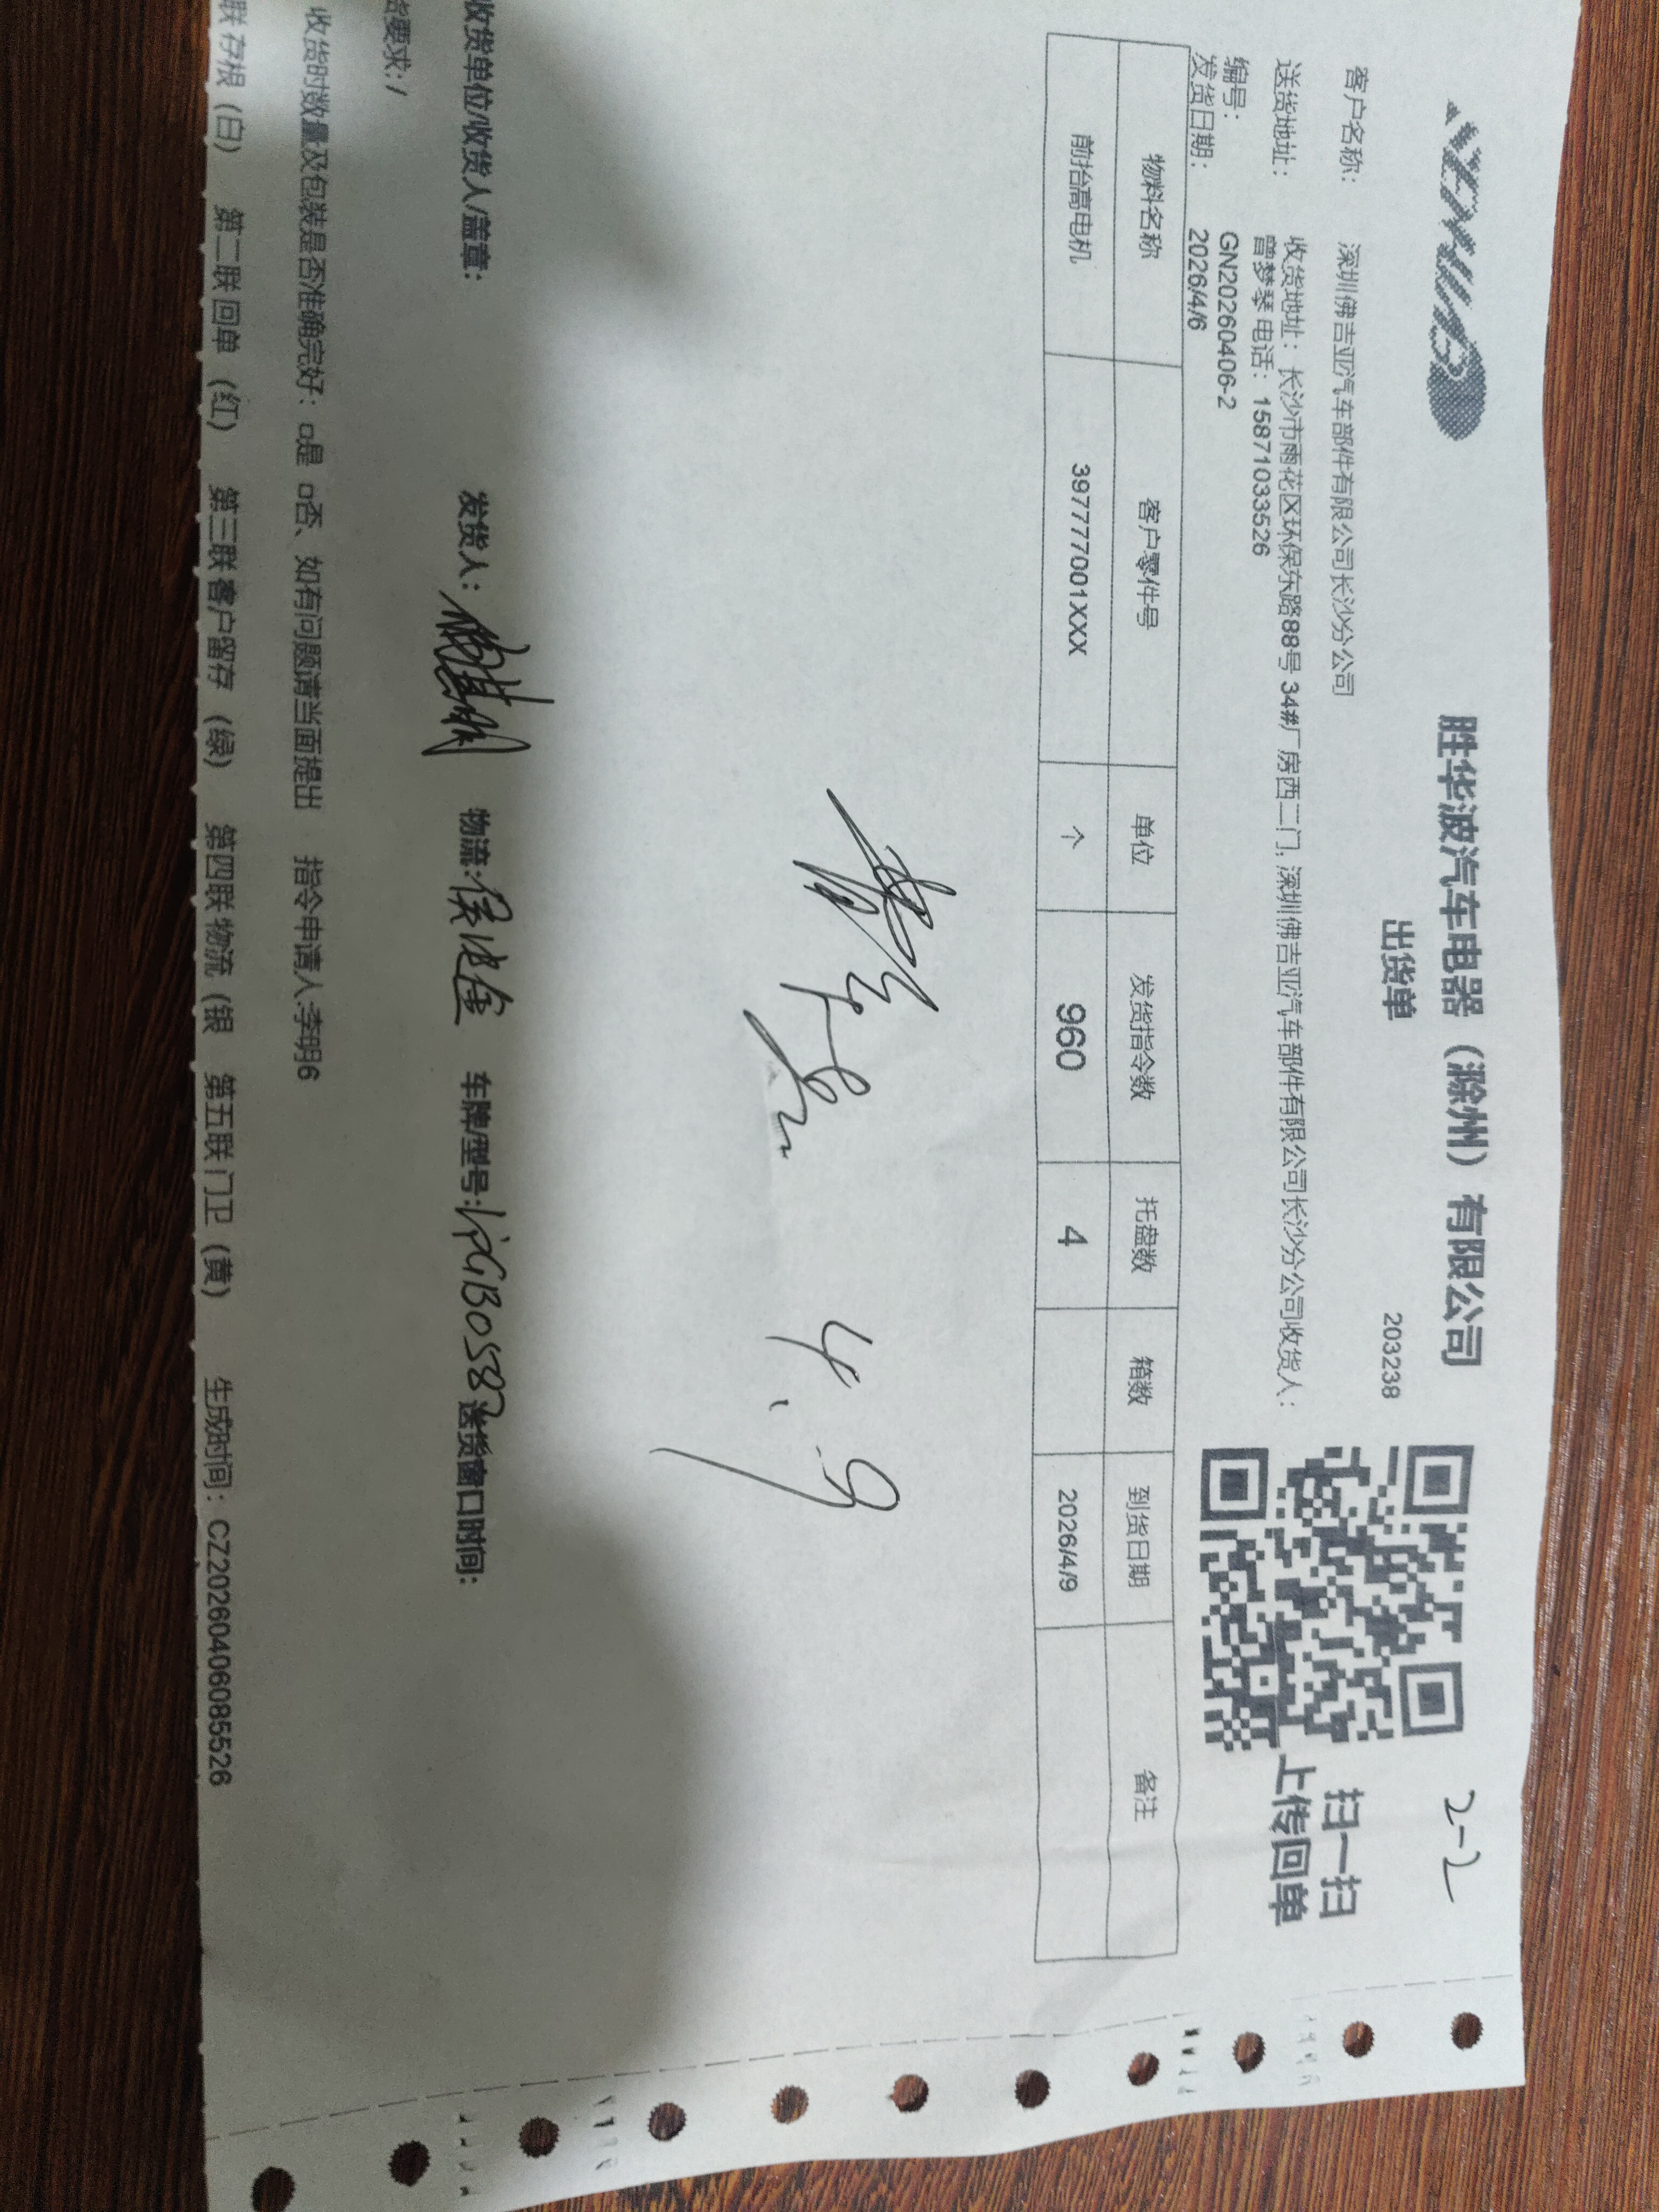 胜华波汽车电器（滁州）有限公司
2-2
出货单
203238
扫一扫
上传回单
客户名称： 深圳佛吉亚汽车部件有限公司长沙分公司
送货地址： 收货地址：长沙市雨花区环保东路88号 34#厂房西二门, 深圳佛吉亚汽车部件有限公司长沙分公司收货人：
曾梦琴 电话：15871033526
编号： GN20260406-2
发货日期： 2026/4/6
物料名称 客户零件号 单位 发货指令数 托盘数 箱数 到货日期 备注
前抬高电机 397777001XXX 个 960 4 2026/4/9
4.9
收货单位/收货人/盖章： 发货人： 物流: 车牌/型号: 送货窗口时间:
货要求: /
收货时数量及包装是否准确完好：□是 □否、如有问题请当面提出 指令申请人:李明6
联 存根（白） 第二联 回单（红） 第三联 客户留存（绿） 第四联 物流（银 第五联 门卫（黄） 生成时间：CZ20260406085526